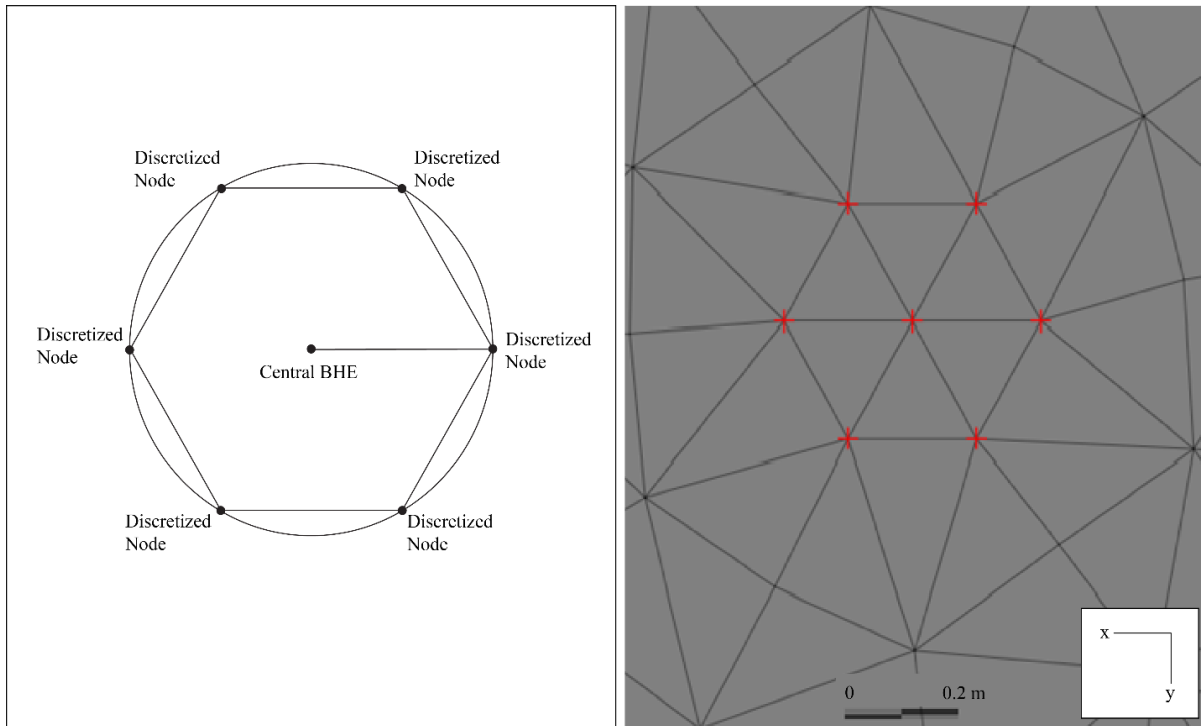 Discretized
Node
Discretized
Node
Discretized
Node
Central BHE
Discretized
Node
Discretized
Node
Discretized
Node
0 0.2 m
x
y